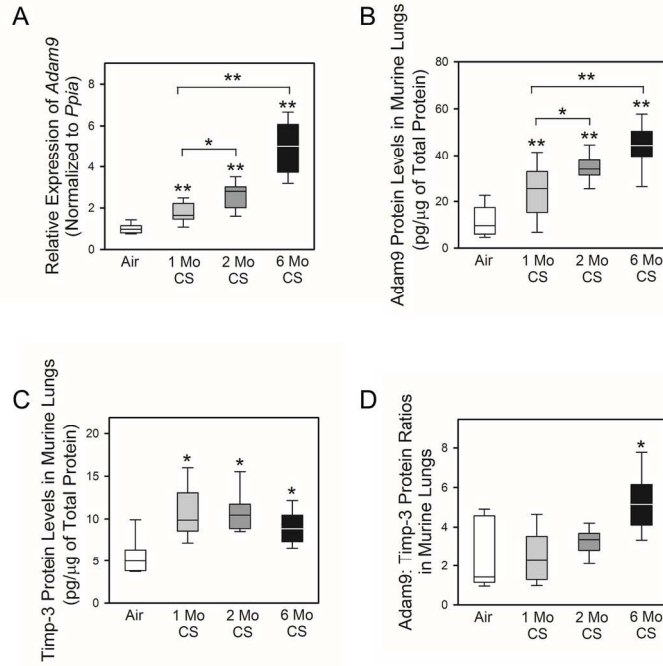 A
Relative Expression of Adam9
(Normalized to Ppia)
8
6
4
2
0
**
*
**
**
**
Air
1 Mo
CS
2 Mo
CS
6 Mo
CS
B
Adam9 Protein Levels in Murine Lungs
(pg/µg of Total Protein)
80
60
40
20
0
**
*
**
**
**
Air
1 Mo
CS
2 Mo
CS
6 Mo
CS
C
Timp-3 Protein Levels in Murine Lungs
(pg/µg of Total Protein)
20
15
10
5
0
*
*
*
Air
1 Mo
CS
2 Mo
CS
6 Mo
CS
D
Adam9: Timp-3 Protein Ratios
in Murine Lungs
8
6
4
2
0
*
Air
1 Mo
CS
2 Mo
CS
6 Mo
CS